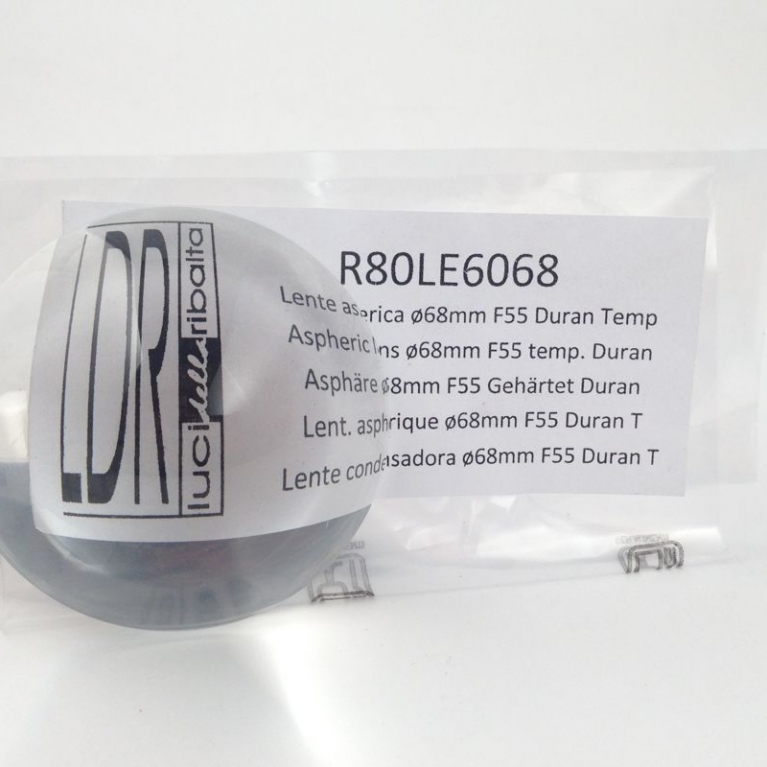 LDR
luci della ribalta
R80LE6068
Lente asferica ø68mm F55 Duran Temp
Aspheric lens ø68mm F55 temp. Duran
Asphäre ø68mm F55 Gehärtet Duran
Lent. asphrique ø68mm F55 Duran T
Lente condensadora ø68mm F55 Duran T